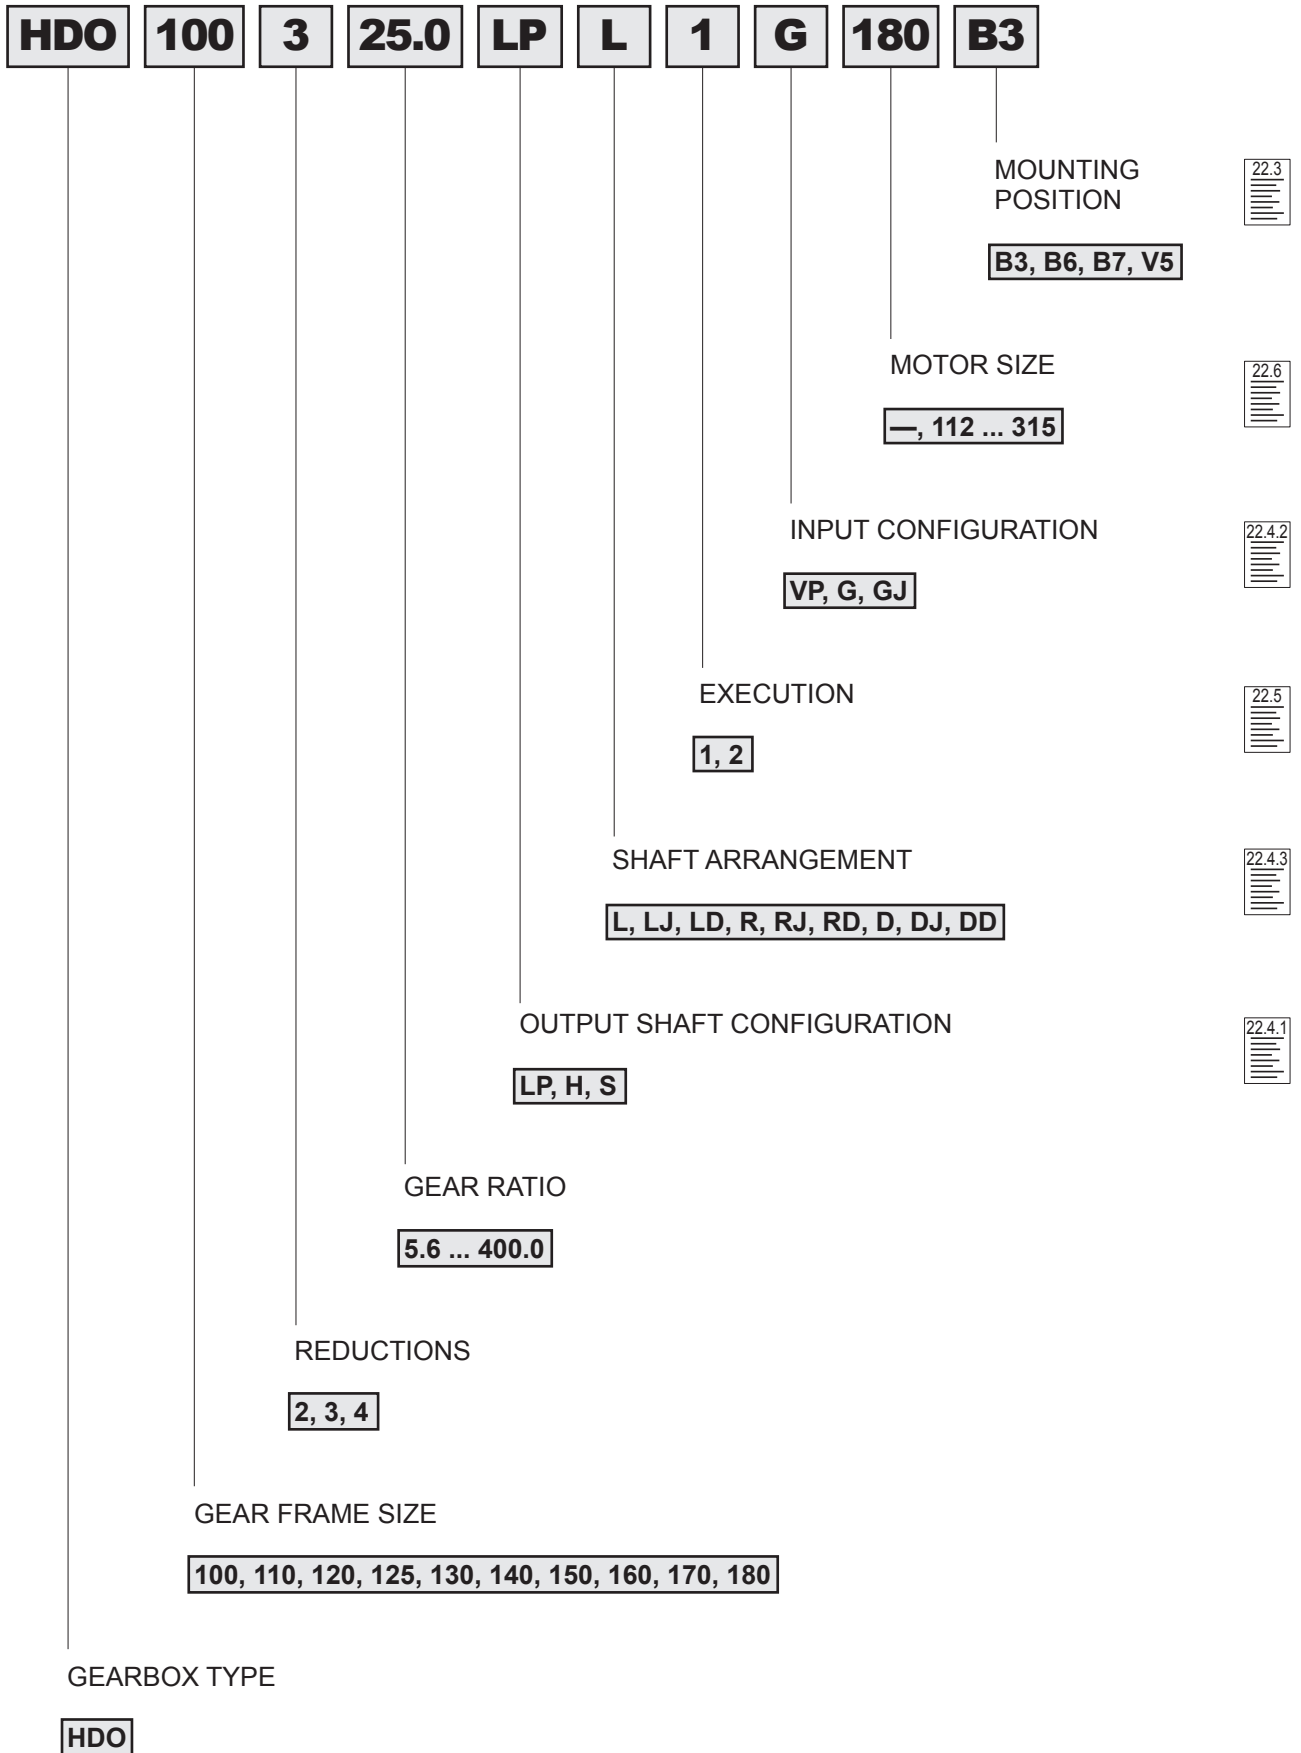 HDO 100 3 25.0 LP L 1 G 180 B3
MOUNTING
POSITION
22.3
B3, B6, B7, V5
MOTOR SIZE
22.6
—, 112 ... 315
INPUT CONFIGURATION
22.4.2
VP, G, GJ
EXECUTION
22.5
1, 2
SHAFT ARRANGEMENT
22.4.3
L, LJ, LD, R, RJ, RD, D, DJ, DD
OUTPUT SHAFT CONFIGURATION
22.4.1
LP, H, S
GEAR RATIO
5.6 ... 400.0
REDUCTIONS
2, 3, 4
GEAR FRAME SIZE
100, 110, 120, 125, 130, 140, 150, 160, 170, 180
GEARBOX TYPE
HDO